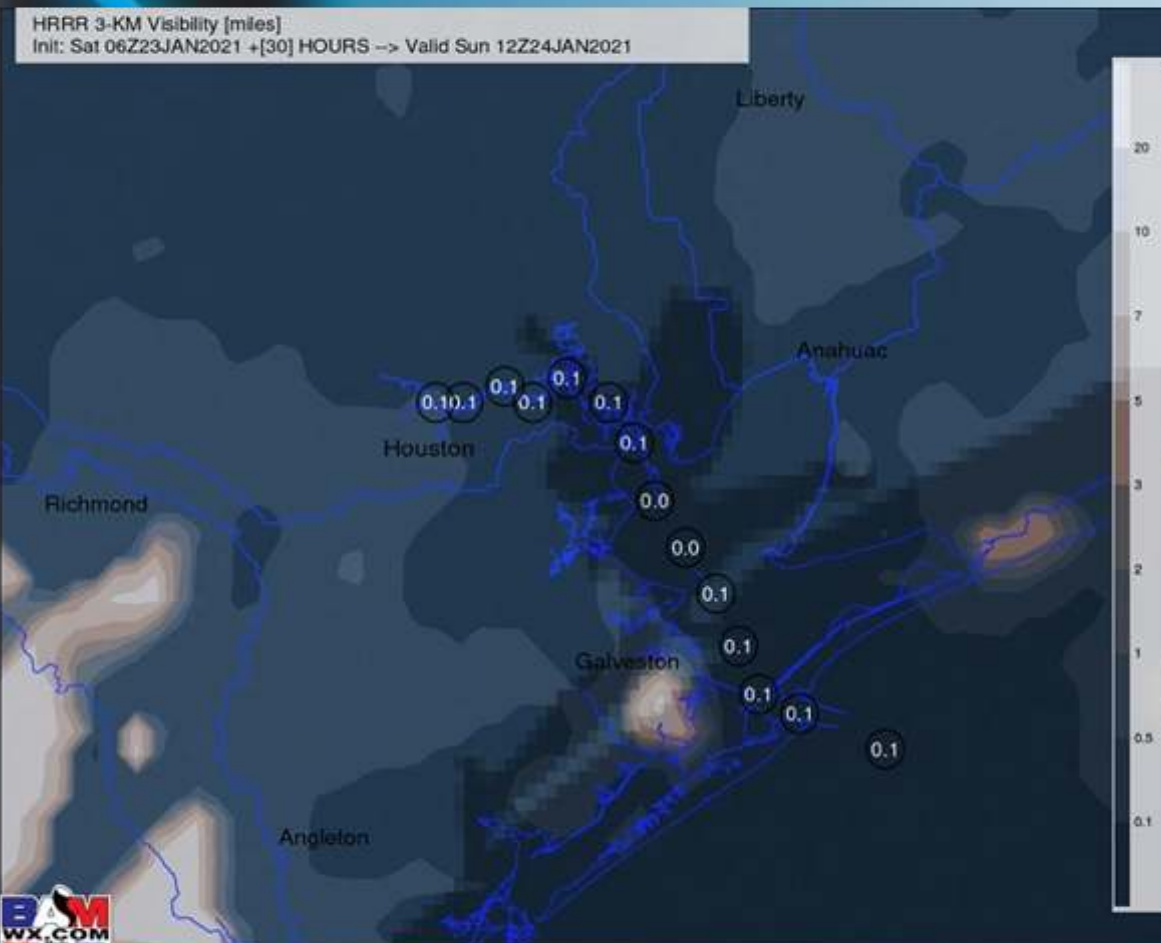 HRRR 3-KM Visibility [miles]
Init: Sat 06Z23JAN2021 +[30] HOURS --> Valid Sun 12Z24JAN2021
Liberty
20
10
7
Anahuac
0.1
0.1
0.1
0.1
0.1
0.1
5
0.1
Houston
3
Richmond
0.0
0.0
2
0.1
0.1
1
Galveston
0.1
0.1
0.5
0.1
0.1
Angleton
BAM
WX.COM